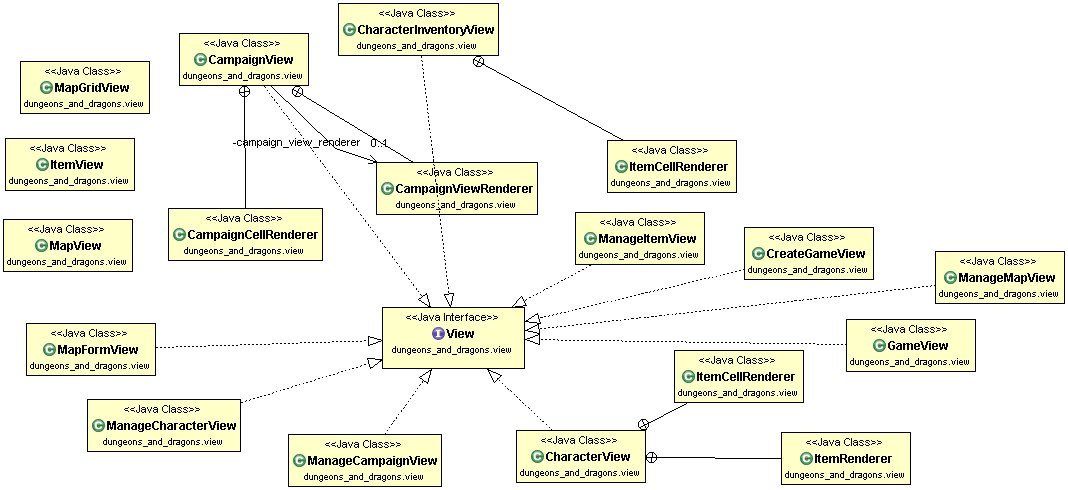 <<Java Class>>
CharacterInventoryView
dungeons_and_dragons.view
<<Java Class>>
CampaignView
dungeons_and_dragons.view
<<Java Class>>
MapGridView
dungeons_and_dragons.view
-campaign_view_renderer 0..1
<<Java Class>>
ItemView
dungeons_and_dragons.view
<<Java Class>>
ItemCellRenderer
dungeons_and_dragons.view
<<Java Class>>
CampaignViewRenderer
dungeons_and_dragons.view
<<Java Class>>
CampaignCellRenderer
dungeons_and_dragons.view
<<Java Class>>
MapView
dungeons_and_dragons.view
<<Java Class>>
ManageItemView
dungeons_and_dragons.view
<<Java Class>>
CreateGameView
dungeons_and_dragons.view
<<Java Class>>
ManageMapView
dungeons_and_dragons.view
<<Java Interface>>
I View
dungeons_and_dragons.view
<<Java Class>>
MapFormView
dungeons_and_dragons.view
<<Java Class>>
GameView
dungeons_and_dragons.view
<<Java Class>>
ItemCellRenderer
dungeons_and_dragons.view
<<Java Class>>
ManageCharacterView
dungeons_and_dragons.view
<<Java Class>>
ManageCampaignView
dungeons_and_dragons.view
<<Java Class>>
CharacterView
dungeons_and_dragons.view
<<Java Class>>
ItemRenderer
dungeons_and_dragons.view